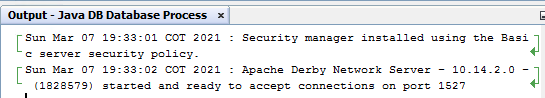 Output - Java DB Database Process
Sun Mar 07 19:33:01 COT 2021 : Security manager installed using the Basi
c server security policy.
Sun Mar 07 19:33:02 COT 2021 : Apache Derby Network Server - 10.14.2.0 -
(1828579) started and ready to accept connections on port 1527